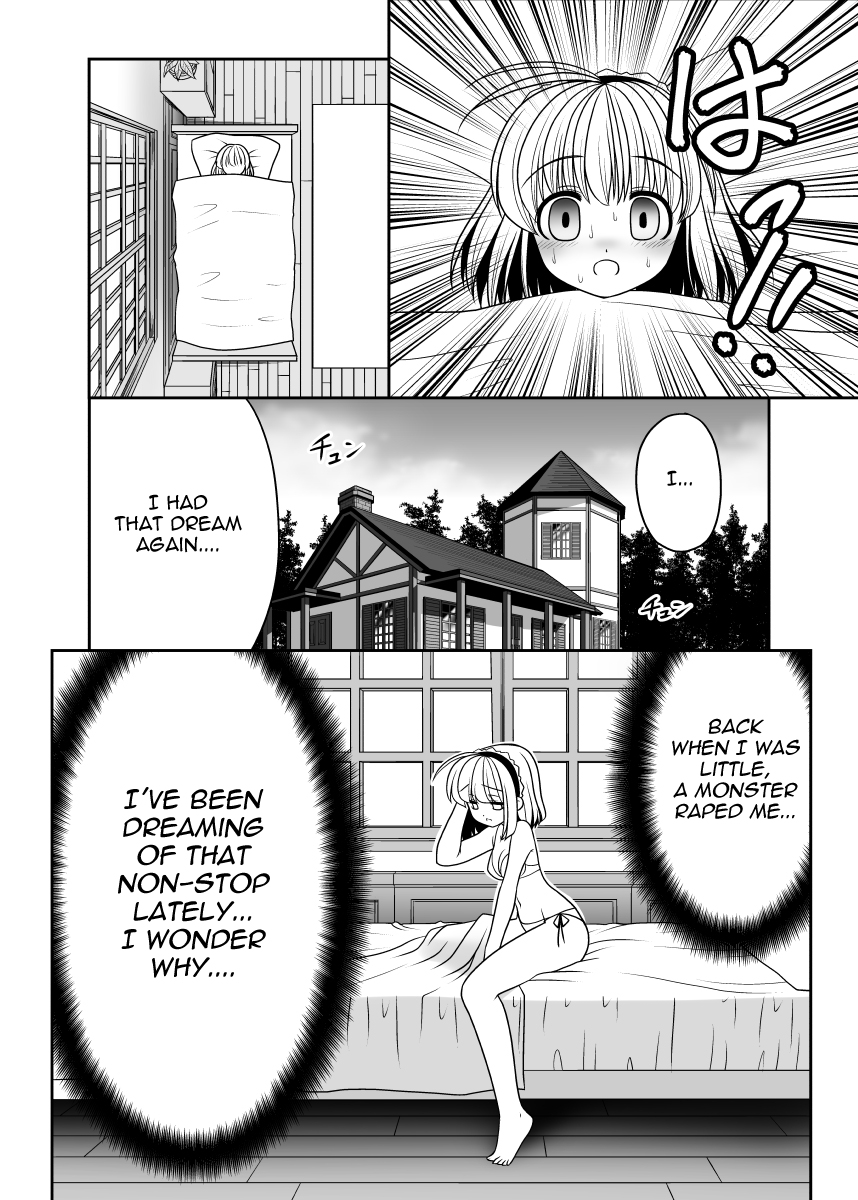 はっ!!
I...
チュン
チュン
I HAD
THAT DREAM
AGAIN....
BACK
WHEN I WAS
LITTLE,
A MONSTER
RAPED ME...
I'VE BEEN
DREAMING
OF THAT
NON-STOP
LATELY...
I WONDER
WHY....